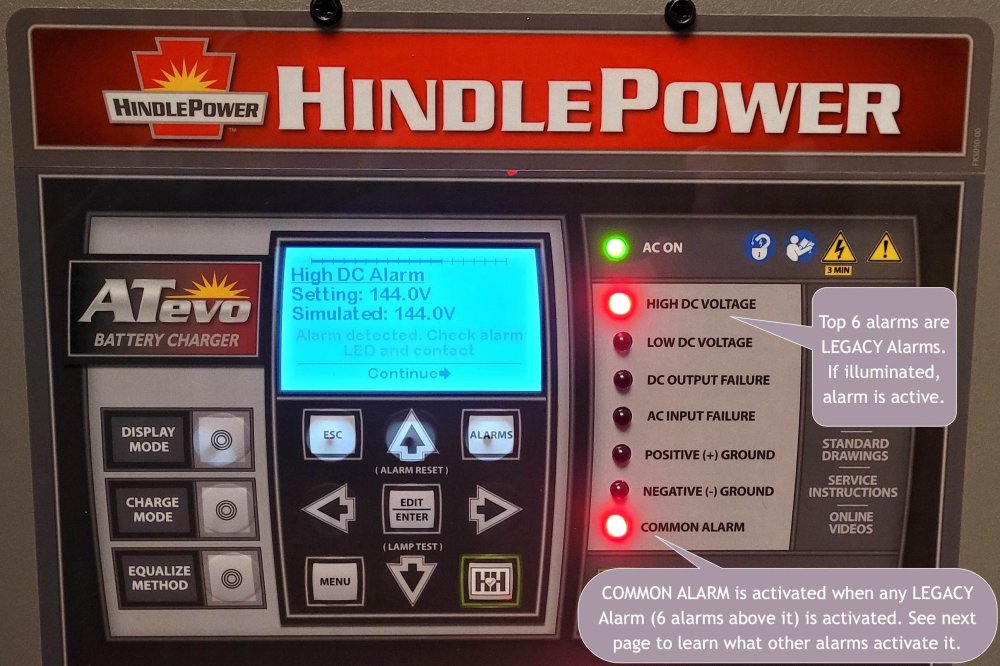 HINDLEPOWER
™
HINDLEPOWER
FK5050-00
ATevo
BATTERY CHARGER
High DC Alarm
Setting: 144.0V
Simulated: 144.0V
Alarm detected. Check alarm
LED and contact
Continue
DISPLAY
MODE
CHARGE
MODE
EQUALIZE
METHOD
ESC
ALARMS
( ALARM RESET )
EDIT
ENTER
( LAMP TEST )
MENU
AC ON
3 MIN
HIGH DC VOLTAGE
LOW DC VOLTAGE
DC OUTPUT FAILURE
AC INPUT FAILURE
POSITIVE (+) GROUND
NEGATIVE (-) GROUND
COMMON ALARM
Top 6 alarms are
LEGACY Alarms.
If illuminated,
alarm is active.
STANDARD
DRAWINGS
SERVICE
INSTRUCTIONS
ONLINE
VIDEOS
COMMON ALARM is activated when any LEGACY
Alarm (6 alarms above it) is activated. See next
page to learn what other alarms activate it.